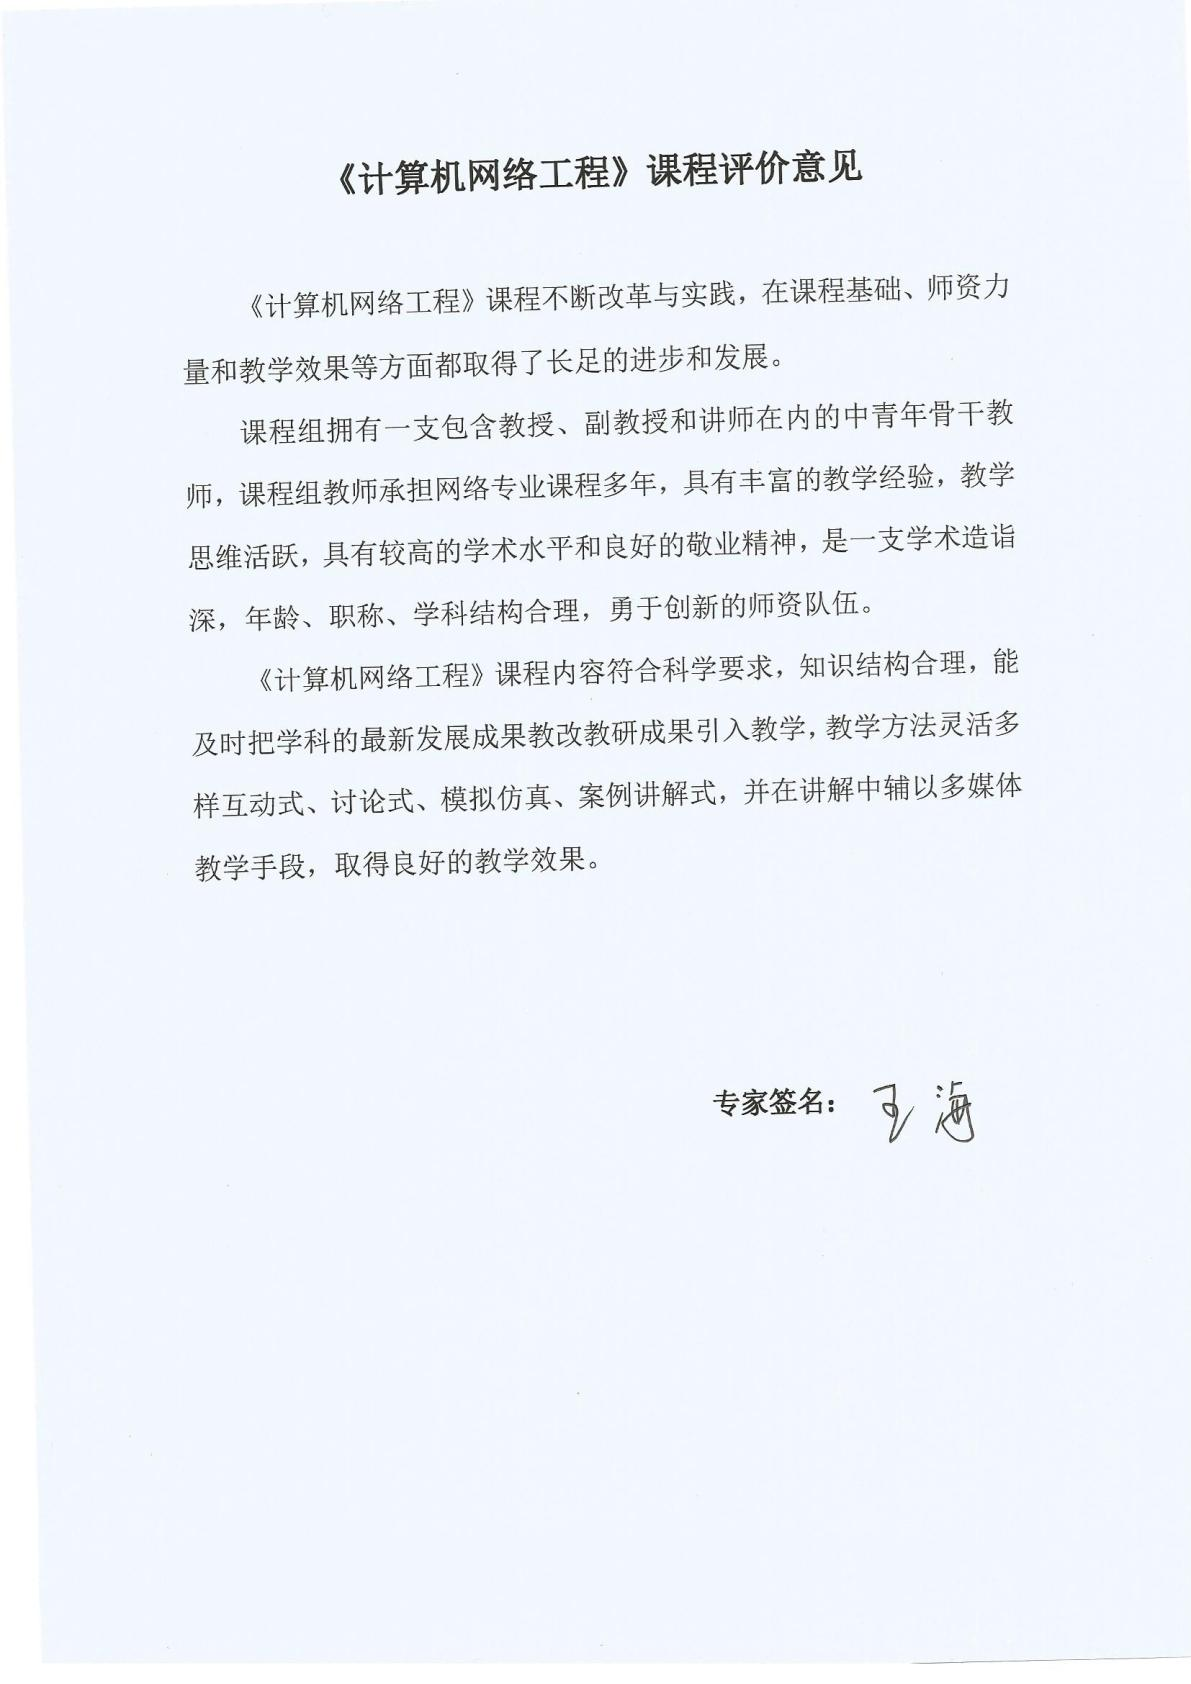 《计算机网络工程》课程评价意见
《计算机网络工程》课程不断改革与实践，在课程基础、师资力
量和教学效果等方面都取得了长足的进步和发展。
课程组拥有一支包含教授、副教授和讲师在内的中青年骨干教
师，课程组教师承担网络专业课程多年，具有丰富的教学经验，教学
思维活跃，具有较高的学术水平和良好的敬业精神，是一支学术造诣
深，年龄、职称、学科结构合理，勇于创新的师资队伍。
《计算机网络工程》课程内容符合科学要求，知识结构合理，能
及时把学科的最新发展成果教改教研成果引入教学，教学方法灵活多
样互动式、讨论式、模拟仿真、案例讲解式，并在讲解中辅以多媒体
教学手段，取得良好的教学效果。
专家签名：王海